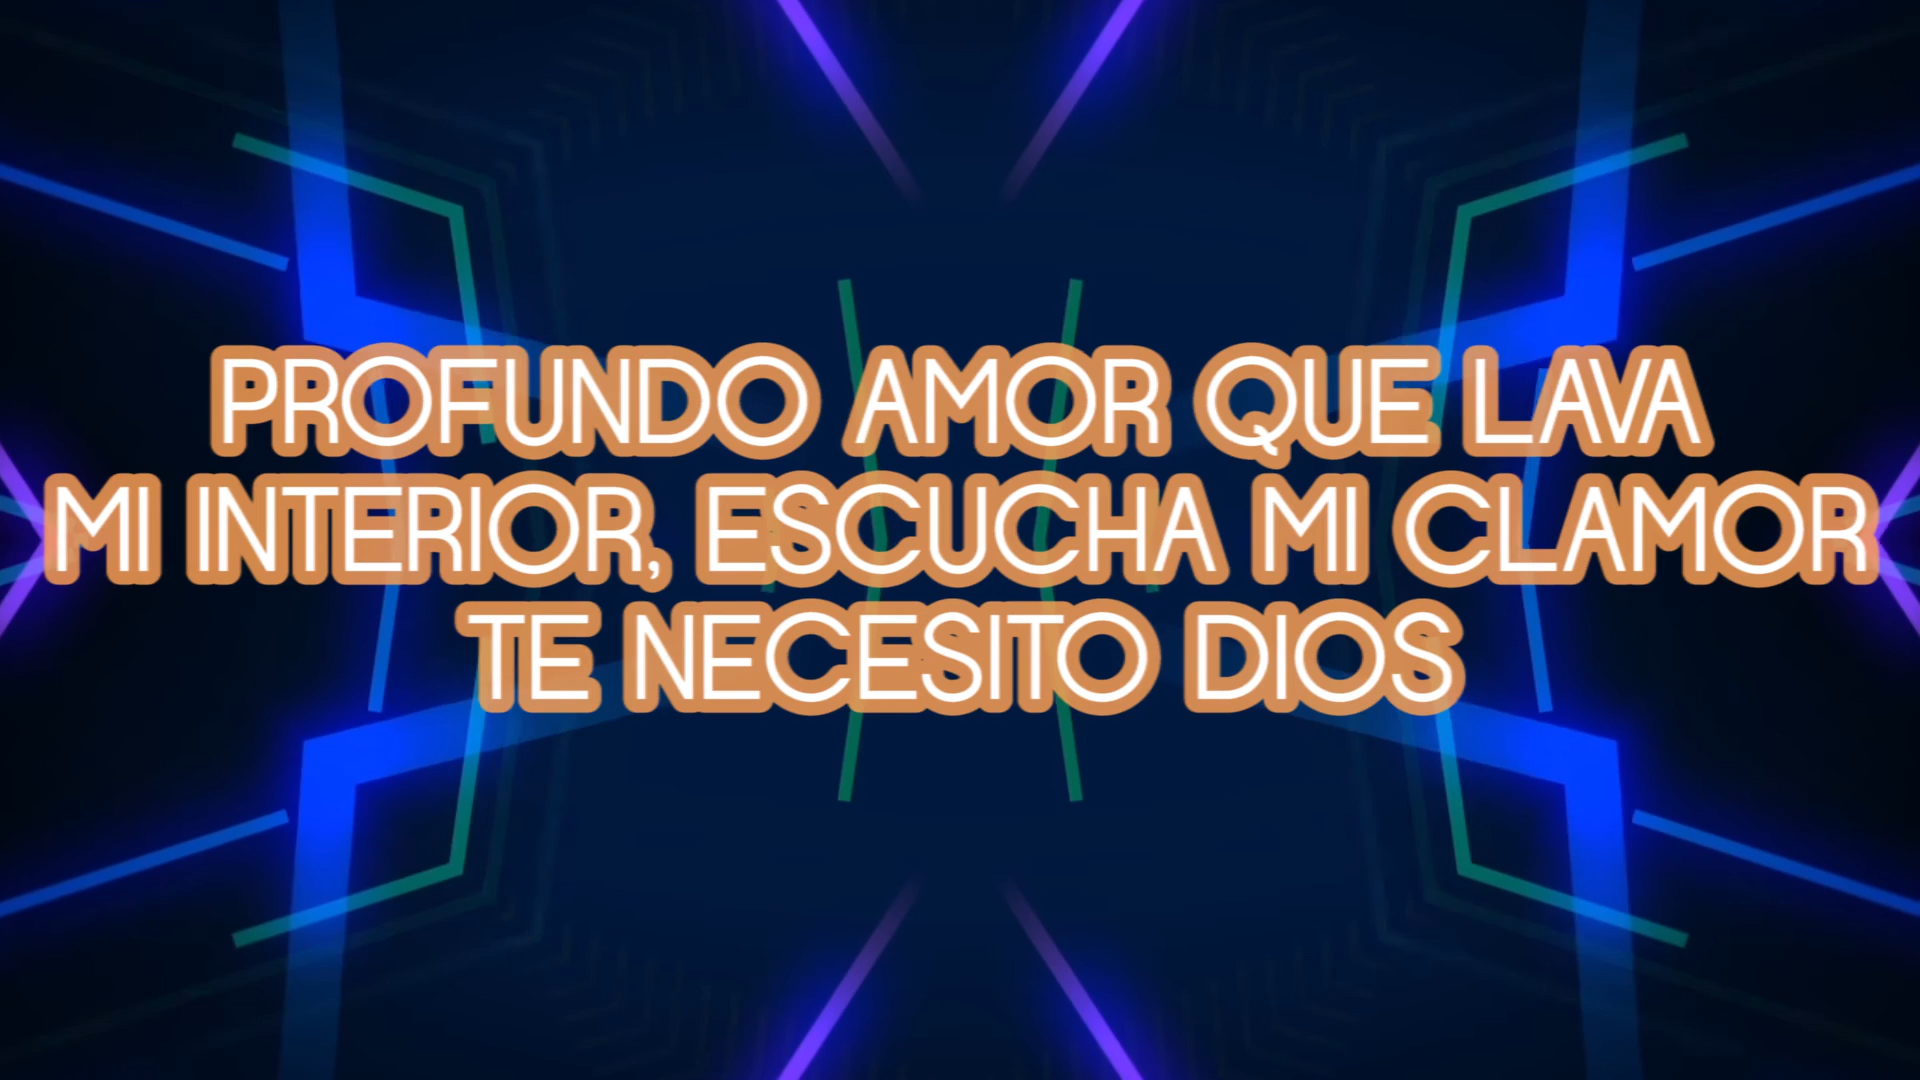 PROFUNDO AMOR QUE LAVA
MI INTERIOR, ESCUCHA MI CLAMOR
TE NECESITO DIOS